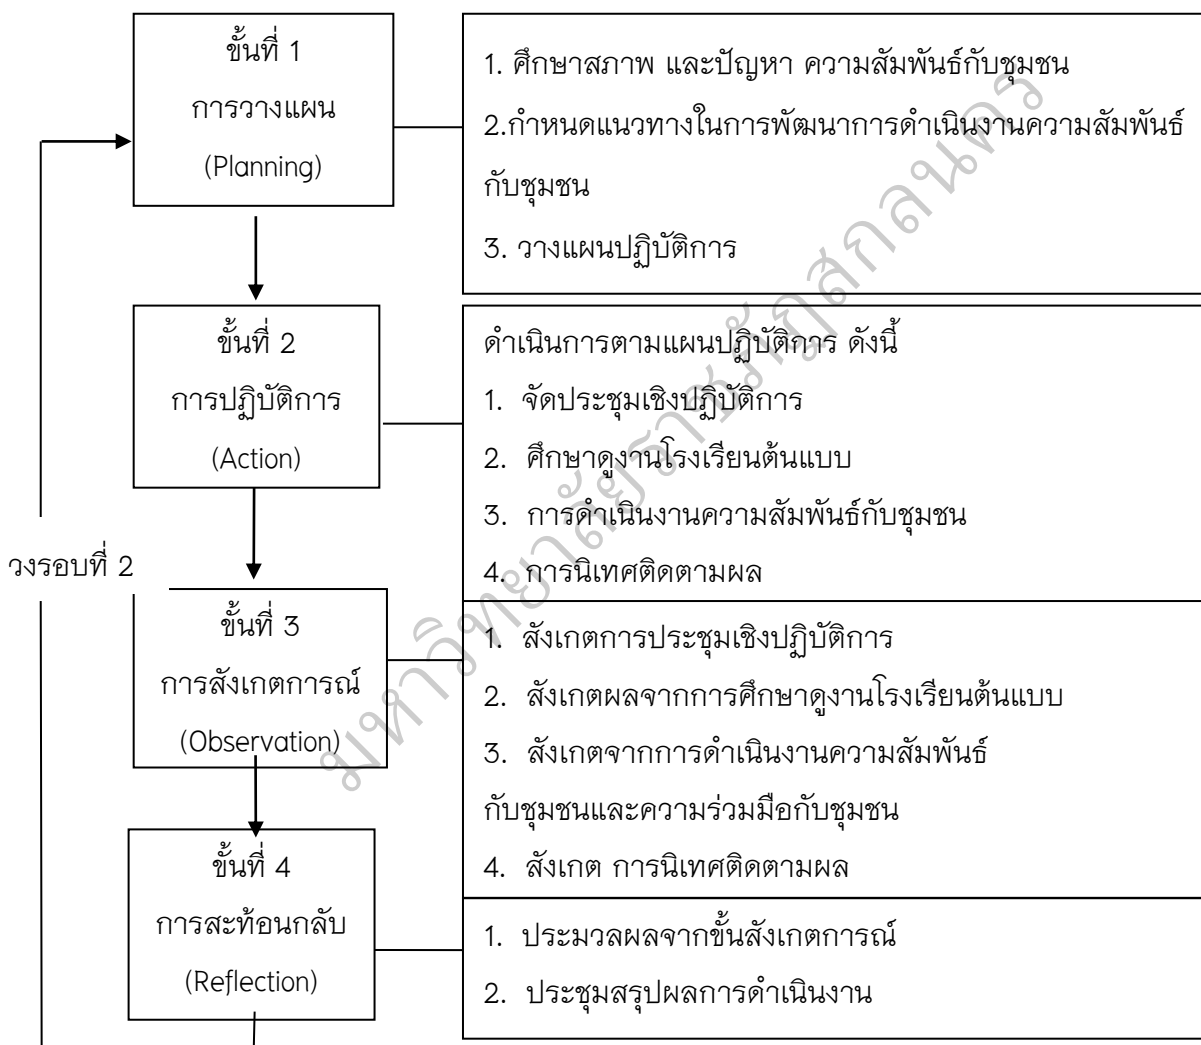 ขั้นที่ 1
การวางแผน
(Planning)
1. ศึกษาสภาพ และปัญหา ความสัมพันธ์กับชุมชน
2.กำหนดแนวทางในการพัฒนาการดำเนินงานความสัมพันธ์
กับชุมชน
3. วางแผนปฏิบัติการ
ขั้นที่ 2
การปฏิบัติการ
(Action)
ดำเนินการตามแผนปฏิบัติการ ดังนี้
1. จัดประชุมเชิงปฏิบัติการ
2. ศึกษาดูงานโรงเรียนต้นแบบ
3. การดำเนินงานความสัมพันธ์กับชุมชน
4. การนิเทศติดตามผล
วงรอบที่ 2
ขั้นที่ 3
การสังเกตการณ์
(Observation)
1. สังเกตการประชุมเชิงปฏิบัติการ
2. สังเกตผลจากการศึกษาดูงานโรงเรียนต้นแบบ
3. สังเกตจากการดำเนินงานความสัมพันธ์
กับชุมชนและความร่วมมือกับชุมชน
4. สังเกต การนิเทศติดตามผล
ขั้นที่ 4
การสะท้อนกลับ
(Reflection)
1. ประมวลผลจากขั้นสังเกตการณ์
2. ประชุมสรุปผลการดำเนินงาน
มหาวิทยาลัยราชภัฏสกลนคร